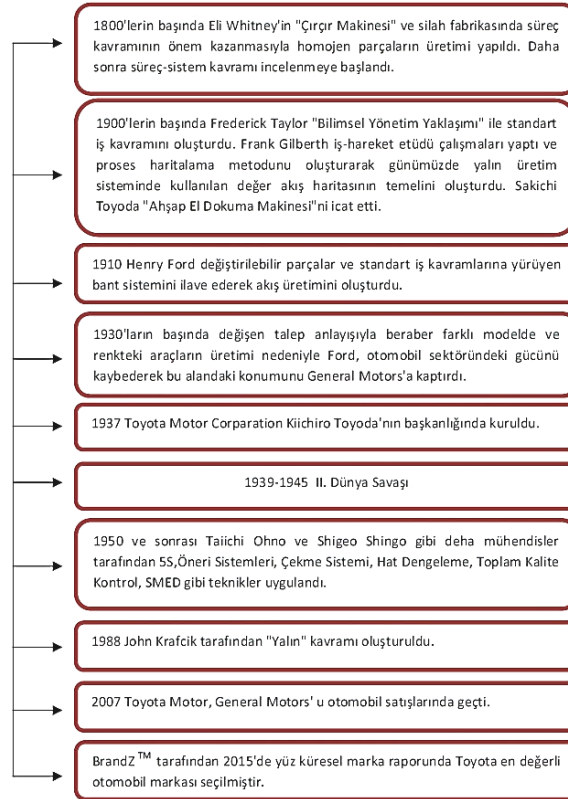 1800'lerin başında Eli Whitney'in "Çırçır Makinesi" ve silah fabrikasında süreç
kavramının önem kazanmasıyla homojen parçaların üretimi yapıldı. Daha
sonra süreç-sistem kavramı incelenmeye başlandı.
1900'lerin başında Frederick Taylor "Bilimsel Yönetim Yaklaşımı" ile standart
iş kavramını oluşturdu. Frank Gilberth iş-hareket etüdü çalışmaları yaptı ve
proses haritalama metodunu oluşturarak günümüzde yalın üretim
sisteminde kullanılan değer akış haritasının temelini oluşturdu. Sakichi
Toyoda "Ahşap El Dokuma Makinesi"ni icat etti.
1910 Henry Ford değiştirilebilir parçalar ve standart iş kavramlarına yürüyen
bant sistemini ilave ederek akış üretimini oluşturdu.
1930'ların başında değişen talep anlayışıyla beraber farklı modelde ve
renkteki araçların üretimi nedeniyle Ford, otomobil sektöründeki gücünü
kaybederek bu alandaki konumunu General Motors'a kaptırdı.
1937 Toyota Motor Corparation Kiichiro Toyoda'nın başkanlığında kuruldu.
1939-1945 II. Dünya Savaşı
1950 ve sonrası Taiichi Ohno ve Shigeo Shingo gibi deha mühendisler
tarafından 5S,Öneri Sistemleri, Çekme Sistemi, Hat Dengeleme, Toplam Kalite
Kontrol, SMED gibi teknikler uygulandı.
1988 John Krafcik tarafından "Yalın" kavramı oluşturuldu.
2007 Toyota Motor, General Motors' u otomobil satışlarında geçti.
BrandZ™ tarafından 2015'de yüz küresel marka raporunda Toyota en değerli
otomobil markası seçilmiştir.